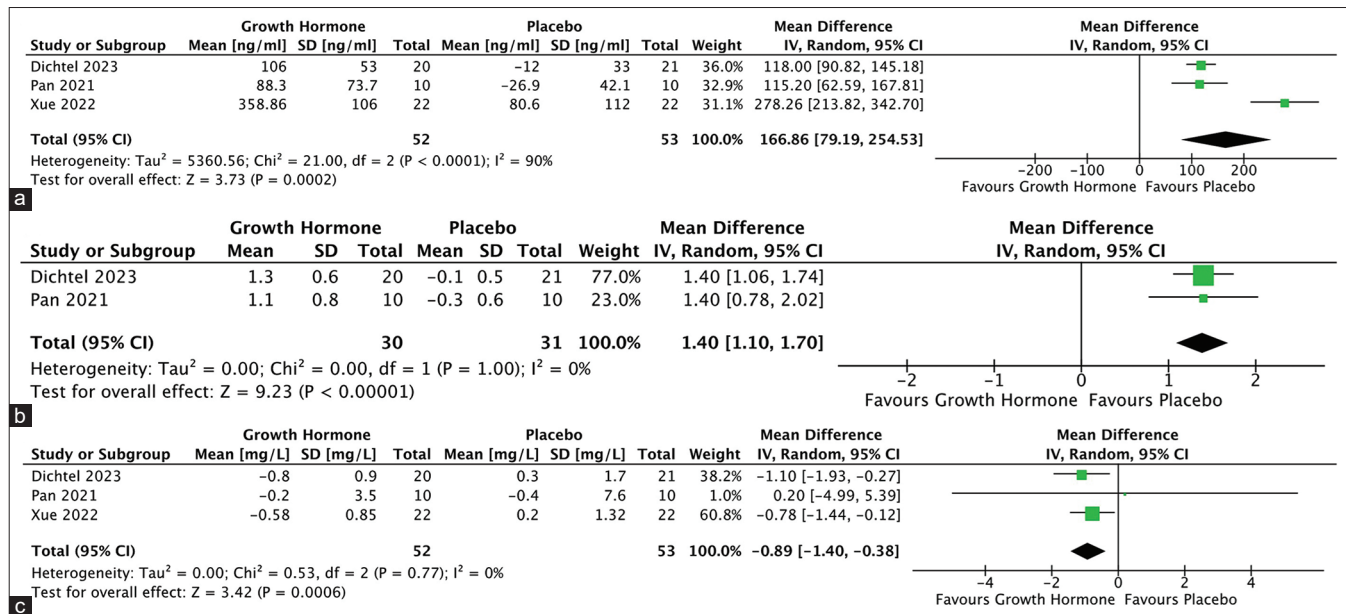 Growth Hormone Placebo Mean Difference Mean Difference
Study or Subgroup Mean [ng/ml] SD [ng/ml] Total Mean [ng/ml] SD [ng/ml] Total Weight IV, Random, 95% CI IV, Random, 95% CI
Dichtel 2023 106 53 20 −12 33 21 36.0% 118.00 [90.82, 145.18]
Pan 2021 88.3 73.7 10 −26.9 42.1 10 32.9% 115.20 [62.59, 167.81]
Xue 2022 358.86 106 22 80.6 112 22 31.1% 278.26 [213.82, 342.70]
Total (95% CI) 52 53 100.0% 166.86 [79.19, 254.53]
Heterogeneity: Tau² = 5360.56; Chi² = 21.00, df = 2 (P < 0.0001); I² = 90%
Test for overall effect: Z = 3.73 (P = 0.0002)
−200 −100 0 100 200
Favours Growth Hormone Favours Placebo
a
Growth Hormone Placebo Mean Difference Mean Difference
Study or Subgroup Mean SD Total Mean SD Total Weight IV, Random, 95% CI IV, Random, 95% CI
Dichtel 2023 1.3 0.6 20 −0.1 0.5 21 77.0% 1.40 [1.06, 1.74]
Pan 2021 1.1 0.8 10 −0.3 0.6 10 23.0% 1.40 [0.78, 2.02]
Total (95% CI) 30 31 100.0% 1.40 [1.10, 1.70]
Heterogeneity: Tau² = 0.00; Chi² = 0.00, df = 1 (P = 1.00); I² = 0%
Test for overall effect: Z = 9.23 (P < 0.00001)
−2 −1 0 1 2
Favours Growth Hormone Favours Placebo
b
Growth Hormone Placebo Mean Difference Mean Difference
Study or Subgroup Mean [mg/L] SD [mg/L] Total Mean [mg/L] SD [mg/L] Total Weight IV, Random, 95% CI IV, Random, 95% CI
Dichtel 2023 −0.8 0.9 20 0.3 1.7 21 38.2% −1.10 [−1.93, −0.27]
Pan 2021 −0.2 3.5 10 −0.4 7.6 10 1.0% 0.20 [−4.99, 5.39]
Xue 2022 −0.58 0.85 22 0.2 1.32 22 60.8% −0.78 [−1.44, −0.12]
Total (95% CI) 52 53 100.0% −0.89 [−1.40, −0.38]
Heterogeneity: Tau² = 0.00; Chi² = 0.53, df = 2 (P = 0.77); I² = 0%
Test for overall effect: Z = 3.42 (P = 0.0006)
−4 −2 0 2 4
Favours Growth Hormone Favours Placebo
c